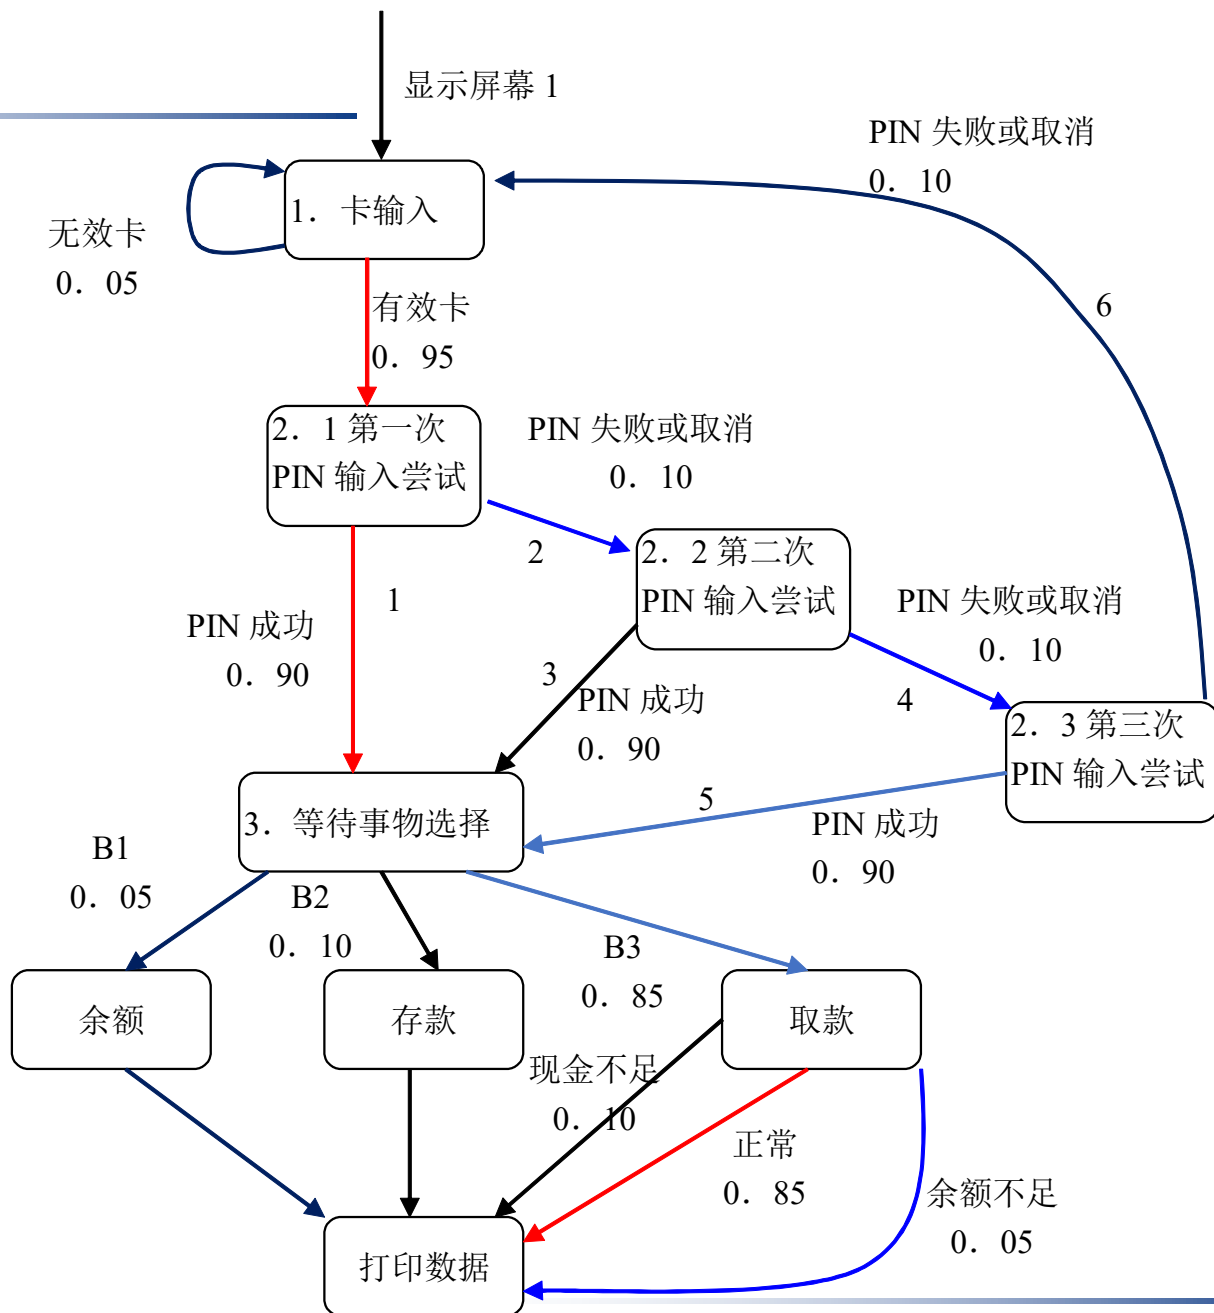 显示屏幕 1
PIN 失败或取消
0．10
1．卡输入
无效卡
0．05
有效卡
0．95
6
2．1 第一次
PIN 输入尝试
PIN 失败或取消
0．10
2
2．2 第二次
PIN 输入尝试
1
PIN 成功
0．90
PIN 失败或取消
0．10
3
PIN 成功
0．90
4
2．3 第三次
PIN 输入尝试
5
PIN 成功
0．90
3．等待事物选择
B1
0．05
B2
0．10
B3
0．85
余额
存款
取款
现金不足
0．10
正常
0．85
余额不足
0．05
打印数据